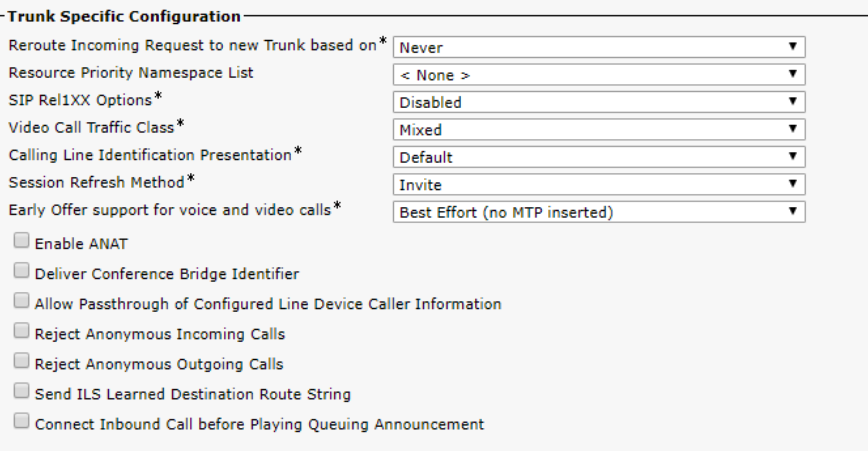 Trunk Specific Configuration
Reroute Incoming Request to new Trunk based on* Never
Resource Priority Namespace List < None >
SIP Rel1XX Options* Disabled
Video Call Traffic Class* Mixed
Calling Line Identification Presentation* Default
Session Refresh Method* Invite
Early Offer support for voice and video calls* Best Effort (no MTP inserted)
Enable ANAT
Deliver Conference Bridge Identifier
Allow Passthrough of Configured Line Device Caller Information
Reject Anonymous Incoming Calls
Reject Anonymous Outgoing Calls
Send ILS Learned Destination Route String
Connect Inbound Call before Playing Queuing Announcement